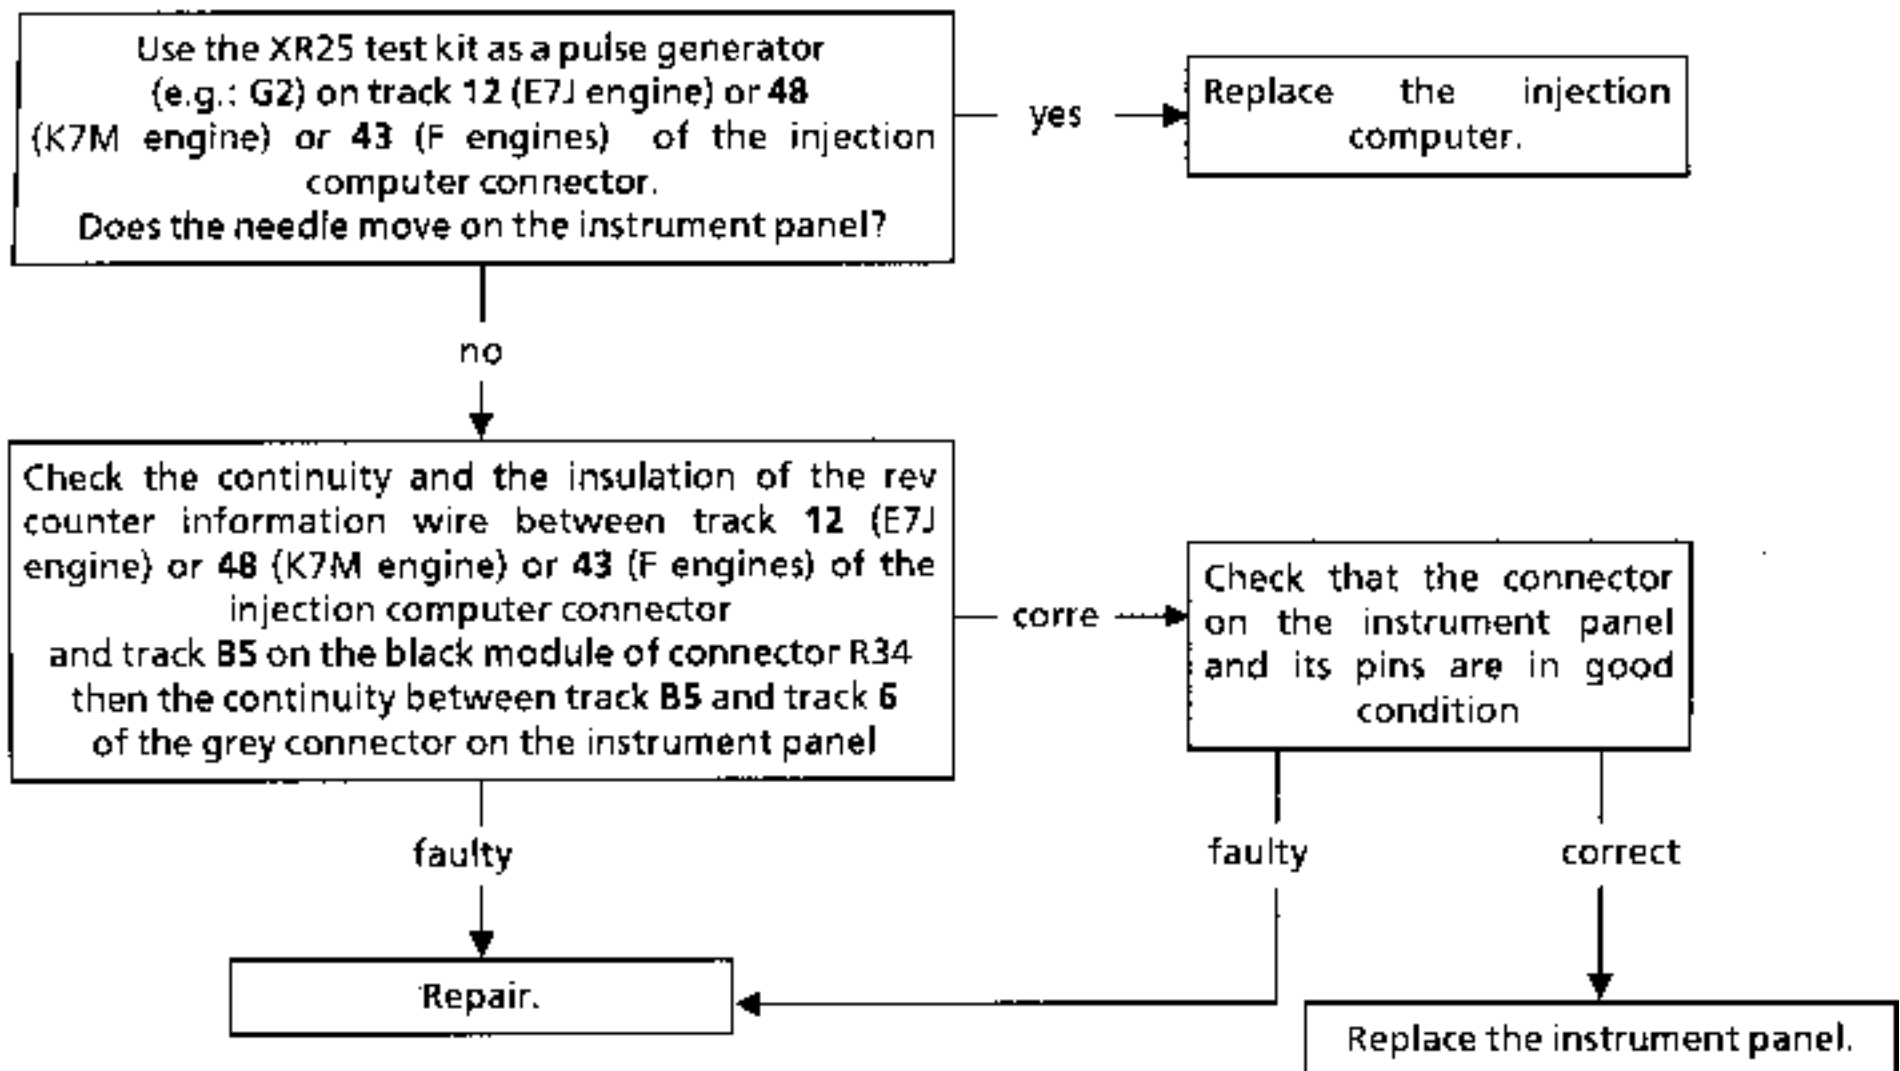 Use the XR25 test kit as a pulse generator
(e.g.: G2) on track 12 (E7J engine) or 48
(K7M engine) or 43 (F engines) of the injection
computer connector.
Does the needle move on the instrument panel?
yes
Replace the injection
computer.
no
Check the continuity and the insulation of the rev
counter information wire between track 12 (E7J
engine) or 48 (K7M engine) or 43 (F engines) of the
injection computer connector
and track B5 on the black module of connector R34
then the continuity between track B5 and track 6
of the grey connector on the instrument panel
corre
Check that the connector
on the instrument panel
and its pins are in good
condition
faulty
faulty
correct
Repair.
Replace the instrument panel.